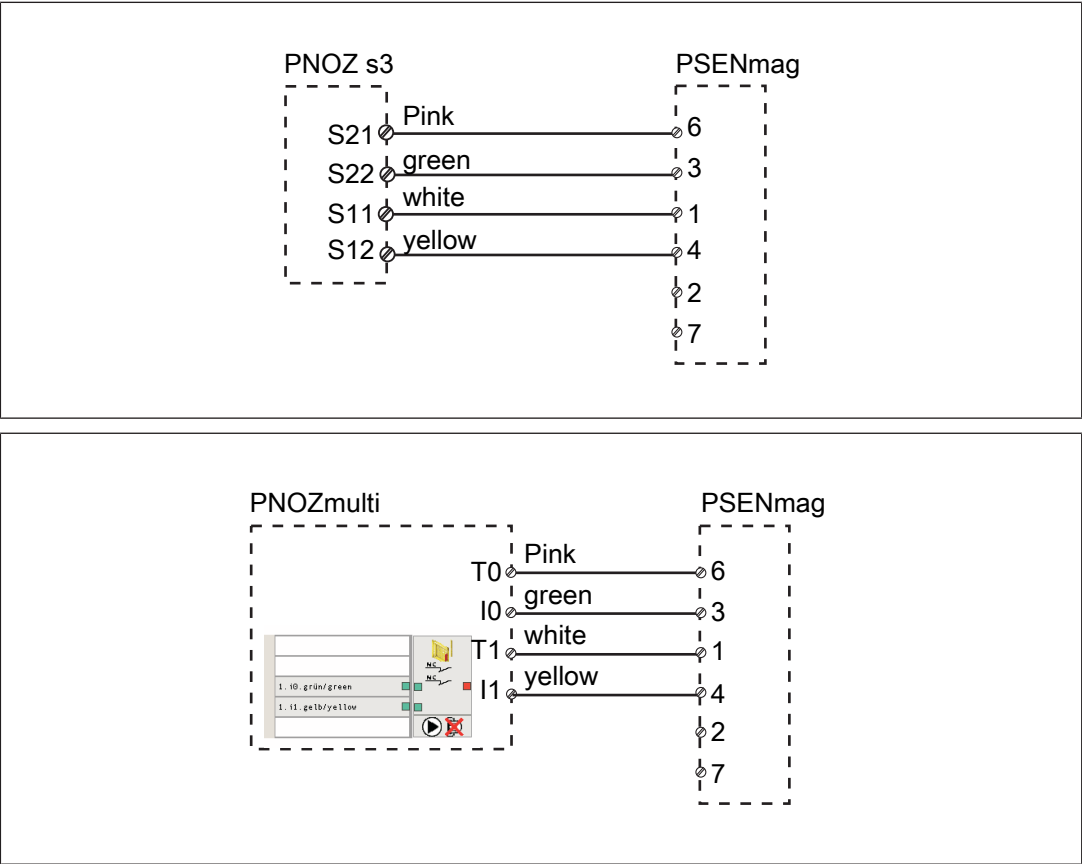 PNOZ s3 PSENmag
Pink
S21 6
green
S22 3
white
S11 1
yellow
S12 4
2
7
PNOZmulti PSENmag
Pink
T0 6
green
I0 3
white
T1 1
NC
NC
yellow
1.i0.grün/green I1 4
1.i1.gelb/yellow
2
7